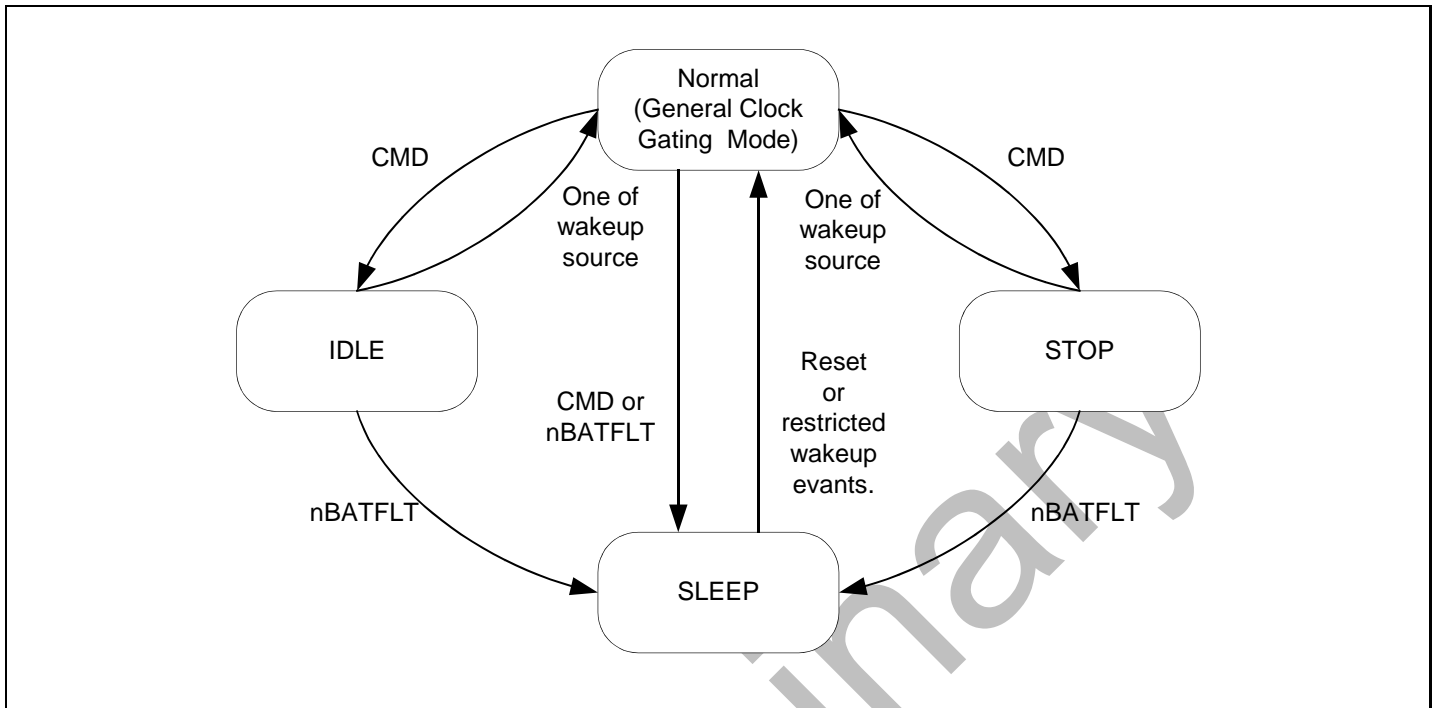 Normal
(General Clock
Gating Mode)
CMD
CMD
One of
wakeup
source
One of
wakeup
source
IDLE
STOP
CMD or
nBATFLT
Reset
or
restricted
wakeup
evants.
nBATFLT
nBATFLT
SLEEP
inary